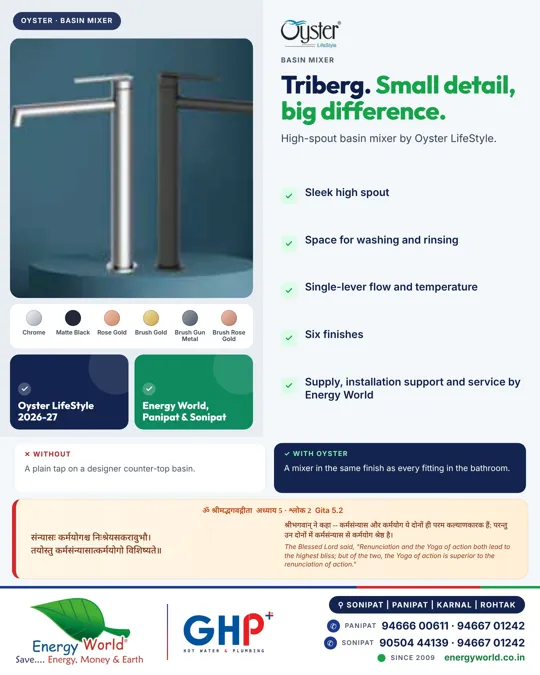 OYSTER · BASIN MIXER
Oyster®
LifeStyle
BASIN MIXER
Triberg. Small detail,
big difference.
High-spout basin mixer by Oyster LifeStyle.
Sleek high spout
Space for washing and rinsing
Single-lever flow and temperature
Six finishes
Supply, installation support and service by
Energy World
Chrome
Matte Black
Rose Gold
Brush Gold
Brush Gun
Metal
Brush Rose
Gold
Oyster LifeStyle
2026-27
Energy World,
Panipat & Sonipat
✕ WITHOUT
A plain tap on a designer counter-top basin.
✓ WITH OYSTER
A mixer in the same finish as every fitting in the bathroom.
ॐ श्रीमद्भगवद्गीता अध्याय 5 · श्लोक 2 Gita 5.2
संन्यासः कर्मयोगश्च निःश्रेयसकरावुभौ।
तयोस्तु कर्मसंन्यासात्कर्मयोगो विशिष्यते॥
श्रीभगवान् ने कहा -- कर्मसंन्यास और कर्मयोग ये दोनों ही परम कल्याणकारक हैं; परन्तु
उन दोनों में कर्मसंन्यास से कर्मयोग श्रेष्ठ है।
The Blessed Lord said, "Renunciation and the Yoga of action both lead to
the highest bliss; but of the two, the Yoga of action is superior to the
renunciation of action."
Energy World®
Save.... Energy, Money & Earth
GHP+
HOT WATER & PLUMBING
SONIPAT | PANIPAT | KARNAL | ROHTAK
PANIPAT 94666 00611 · 94667 01242
SONIPAT 90504 44139 · 94667 01242
SINCE 2009 energyworld.co.in